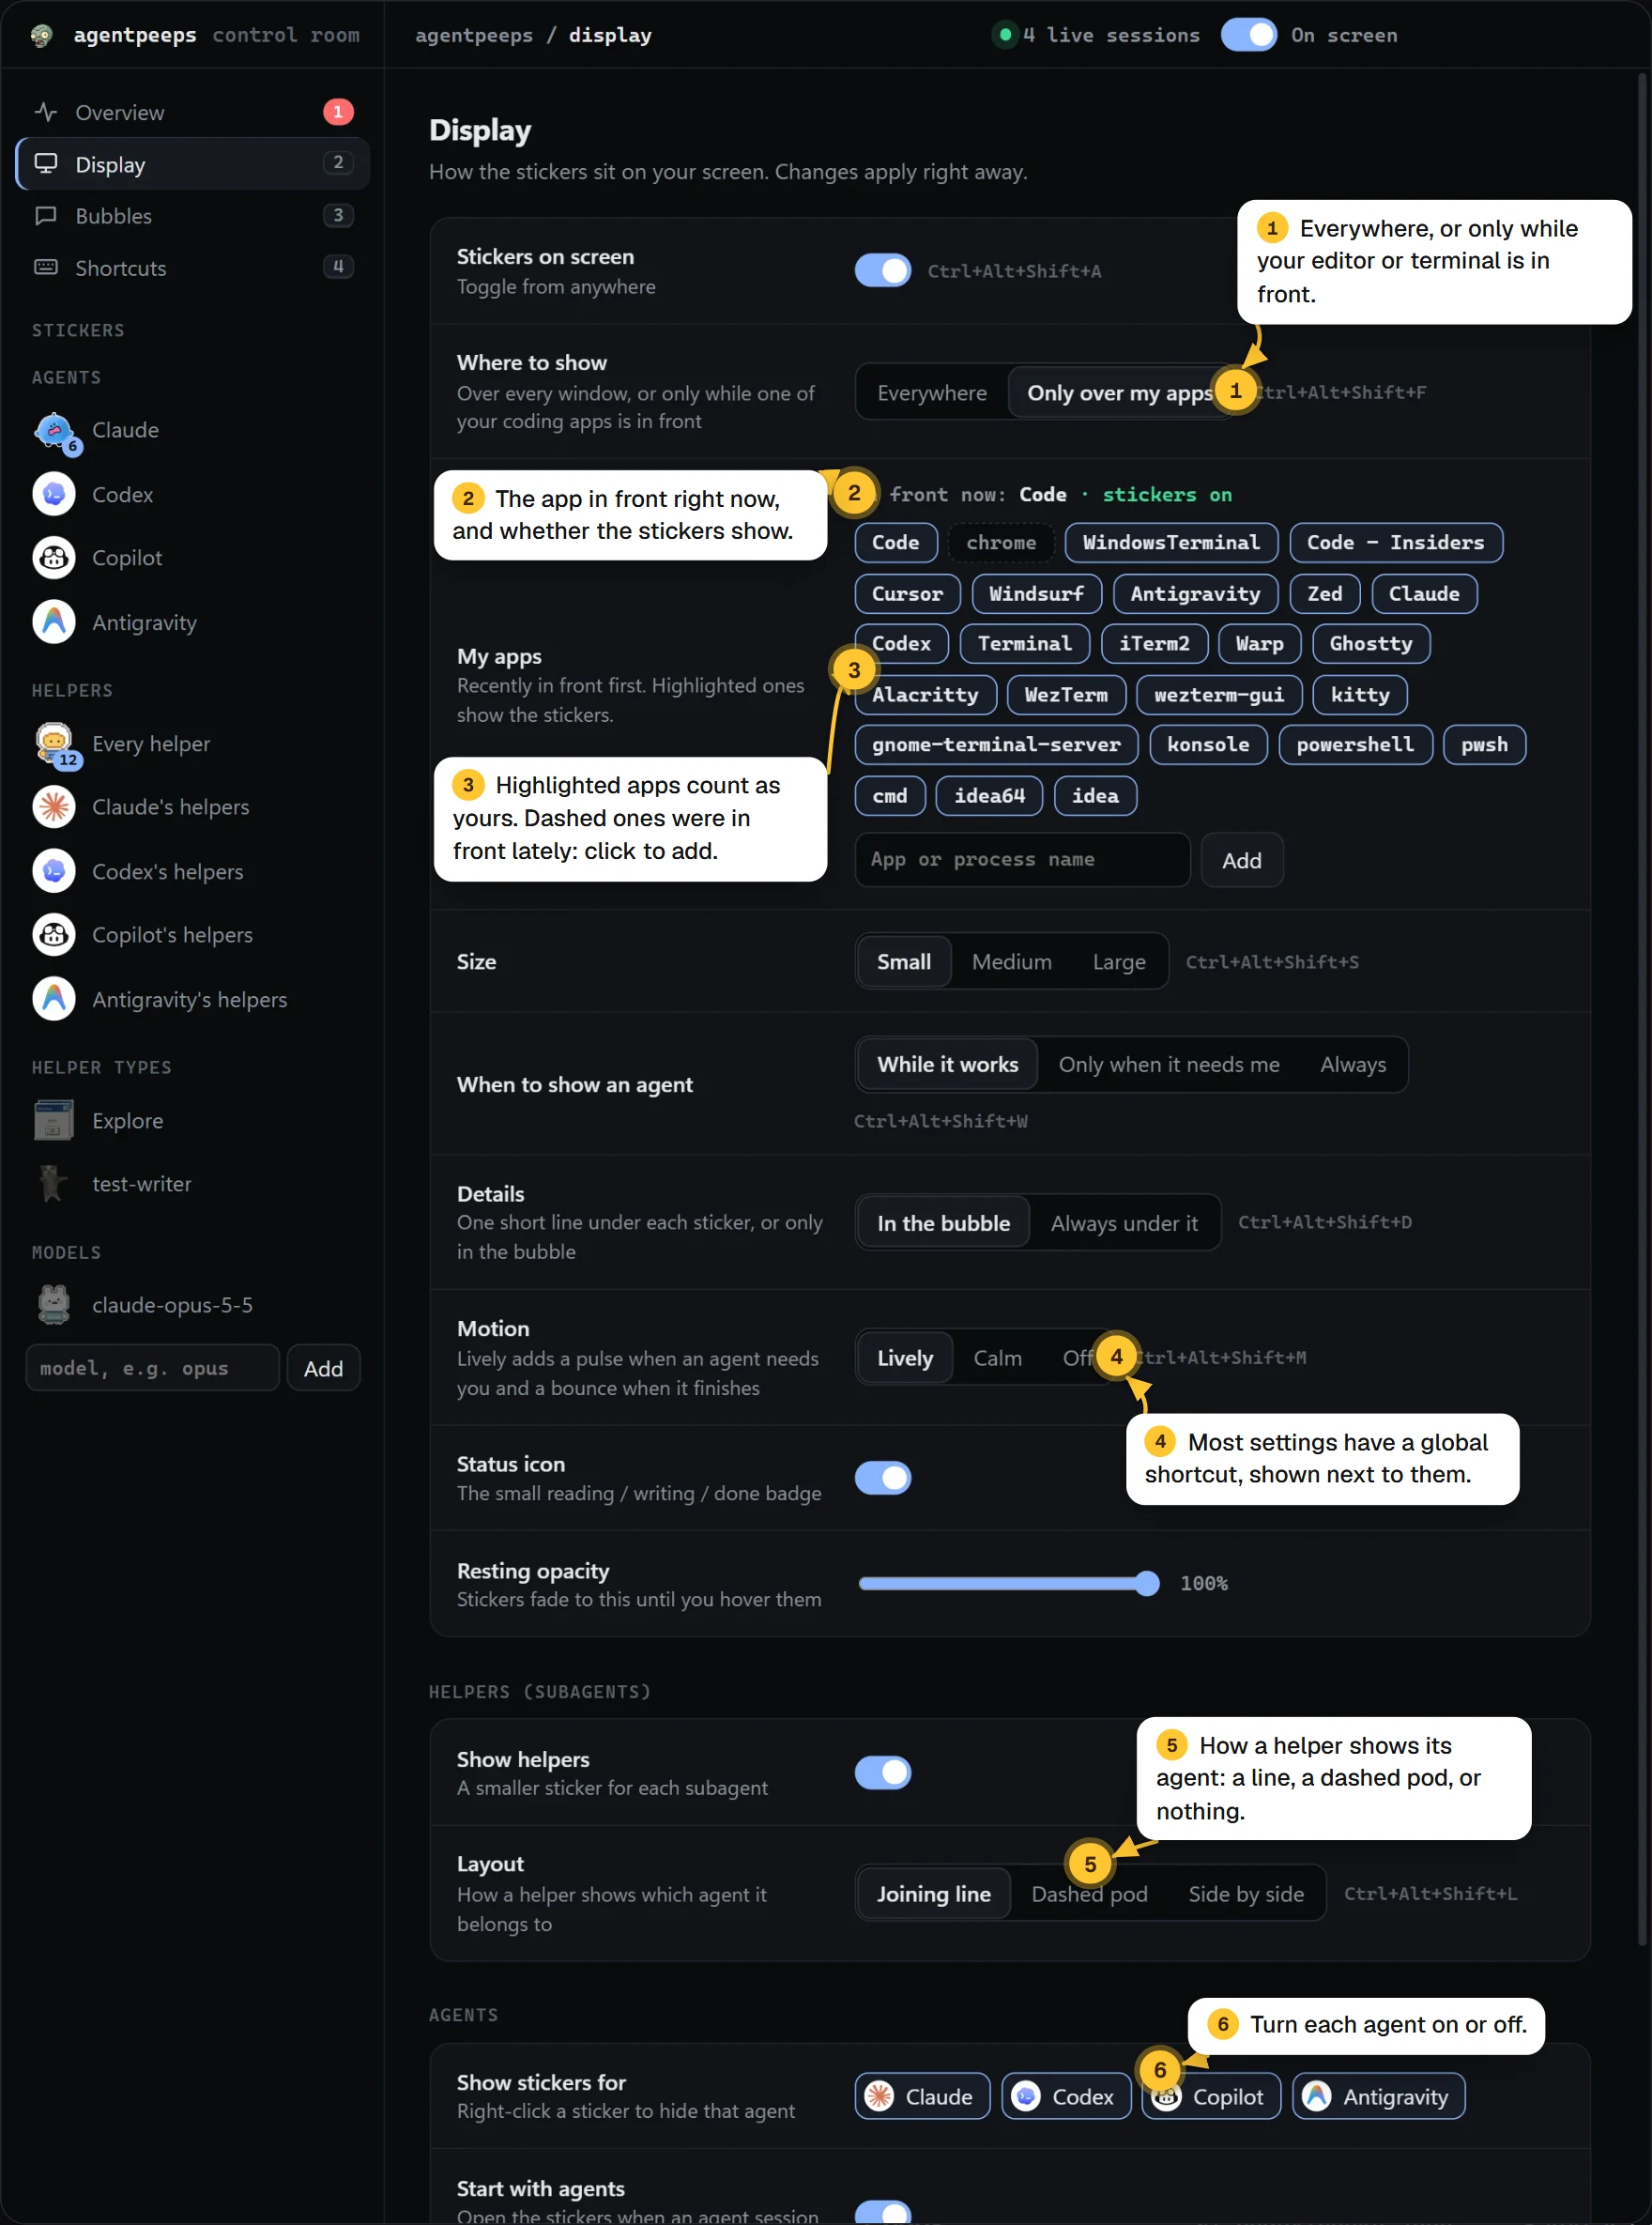 agentpeeps control room
agentpeeps / display
4 live sessions
On screen
Overview 1
Display 2
Bubbles 3
Shortcuts 4
STICKERS
AGENTS
Claude
6
Codex
Copilot
Antigravity
HELPERS
Every helper
12
Claude's helpers
Codex's helpers
Copilot's helpers
Antigravity's helpers
HELPER TYPES
Explore
test-writer
MODELS
claude-opus-5-5
model, e.g. opus
Add
Display
How the stickers sit on your screen. Changes apply right away.
Stickers on screen
Toggle from anywhere
Ctrl+Alt+Shift+A
1 Everywhere, or only while
your editor or terminal is in
front.
Where to show
Over every window, or only while one of
your coding apps is in front
Everywhere
Only over my apps
1
Ctrl+Alt+Shift+F
2 The app in front right now,
and whether the stickers show.
2
front now: Code · stickers on
My apps
Recently in front first. Highlighted ones
show the stickers.
Code chrome WindowsTerminal Code - Insiders
Cursor Windsurf Antigravity Zed Claude
Codex Terminal iTerm2 Warp Ghostty
3
Alacritty WezTerm wezterm-gui kitty
gnome-terminal-server konsole powershell pwsh
cmd idea64 idea
3 Highlighted apps count as
yours. Dashed ones were in
front lately: click to add.
App or process name
Add
Size
Small Medium Large
Ctrl+Alt+Shift+S
When to show an agent
While it works Only when it needs me Always
Ctrl+Alt+Shift+W
Details
One short line under each sticker, or only
in the bubble
In the bubble Always under it
Ctrl+Alt+Shift+D
Motion
Lively adds a pulse when an agent needs
you and a bounce when it finishes
Lively Calm Off
4
Ctrl+Alt+Shift+M
4 Most settings have a global
shortcut, shown next to them.
Status icon
The small reading / writing / done badge
Resting opacity
Stickers fade to this until you hover them
100%
HELPERS (SUBAGENTS)
Show helpers
A smaller sticker for each subagent
5 How a helper shows its
agent: a line, a dashed pod, or
nothing.
5
Layout
How a helper shows which agent it
belongs to
Joining line Dashed pod Side by side
Ctrl+Alt+Shift+L
AGENTS
6 Turn each agent on or off.
6
Show stickers for
Right-click a sticker to hide that agent
Claude Codex Copilot Antigravity
Start with agents
Open the stickers when an agent session